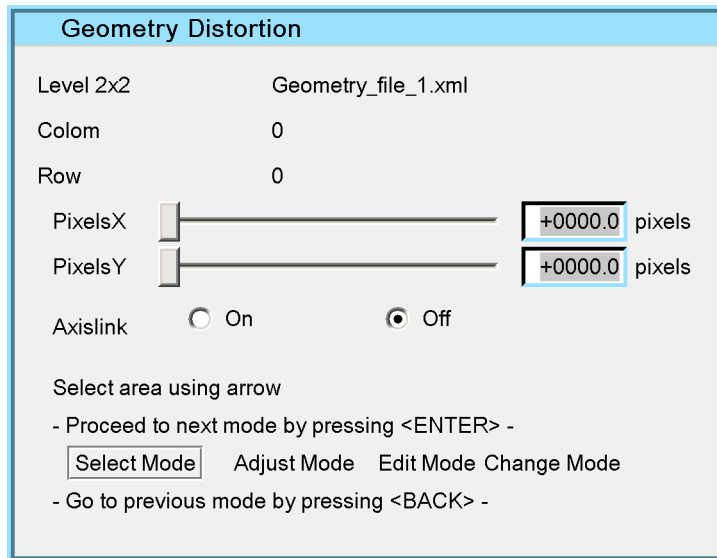 Geometry Distortion
Level 2x2 Geometry_file_1.xml
Colom 0
Row 0
PixelsX +0000.0 pixels
PixelsY +0000.0 pixels
Axislink On Off
Select area using arrow
- Proceed to next mode by pressing <ENTER> -
Select Mode Adjust Mode Edit Mode Change Mode
- Go to previous mode by pressing <BACK> -